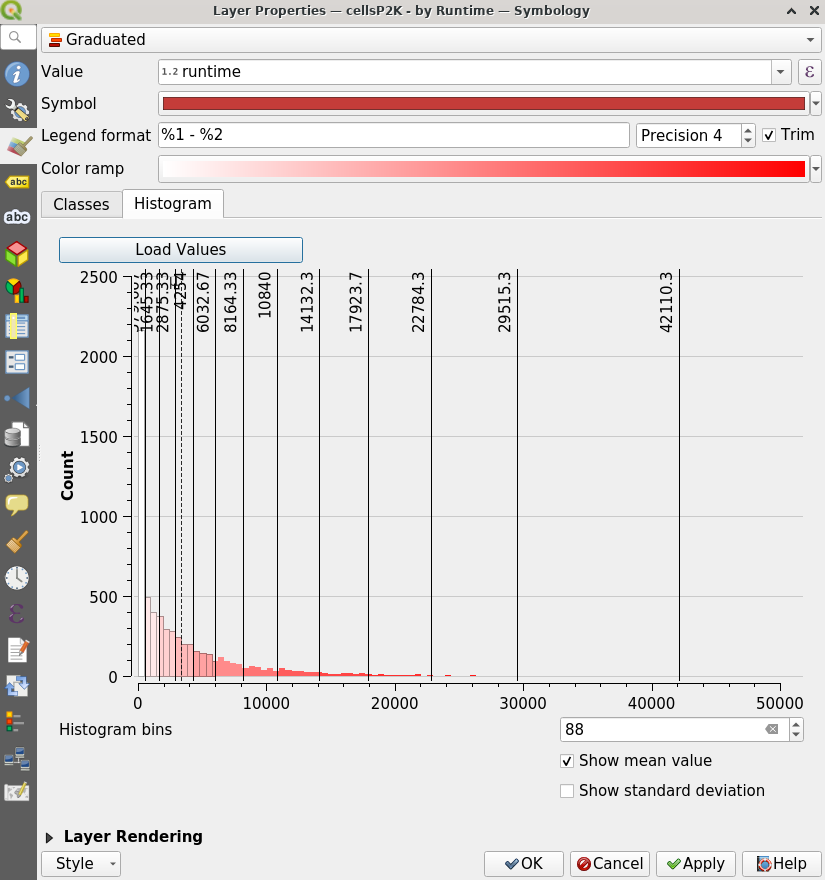 Layer Properties — cellsP2K - by Runtime — Symbology
Graduated
Value
1.2 runtime
ε
Symbol
Legend format
%1 - %2
Precision 4
Trim
Color ramp
Classes
Histogram
Load Values
1645.33
2875.33
4254
6032.67
8164.33
10840
14132.3
17923.7
22784.3
29515.3
42110.3
2500
2000
1500
1000
500
0
Count
0
10000
20000
30000
40000
50000
Histogram bins
88
Show mean value
Show standard deviation
Layer Rendering
Style
OK
Cancel
Apply
Help
abc
abc